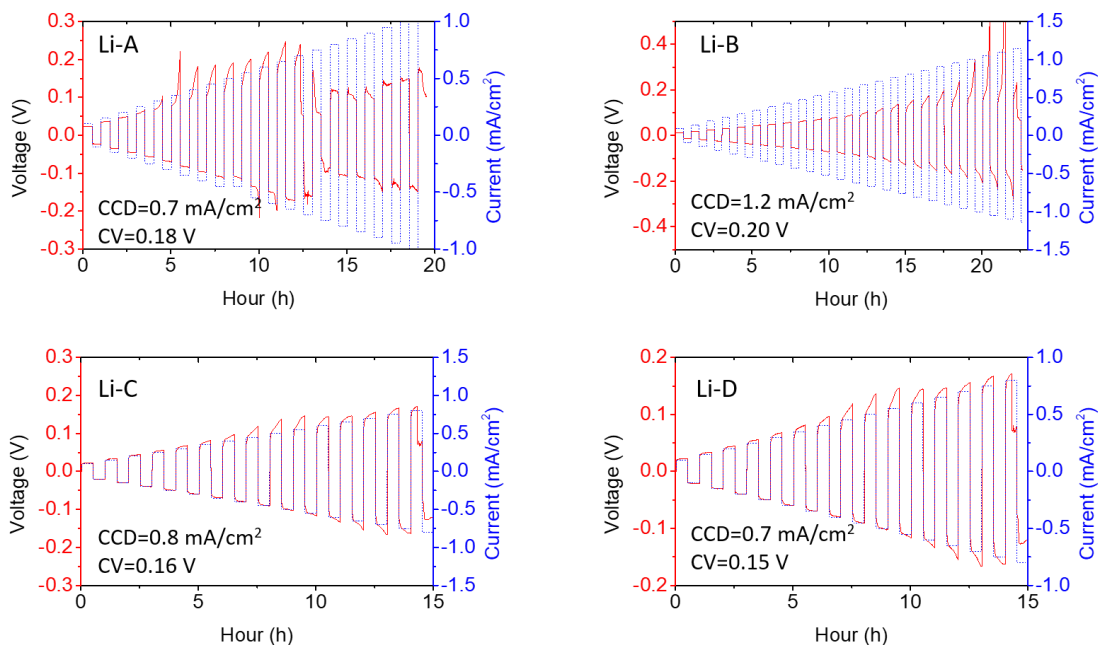 Li-A
0.3
0.2
0.1
0.0
-0.1
-0.2
-0.3
Voltage (V)
1.0
0.5
0.0
-0.5
-1.0
Current (mA/cm²)
CCD=0.7 mA/cm²
CV=0.18 V
0 5 10 15 20
Hour (h)
Li-B
0.4
0.2
0.0
-0.2
-0.4
Voltage (V)
1.5
1.0
0.5
0.0
-0.5
-1.0
-1.5
Current (mA/cm²)
CCD=1.2 mA/cm²
CV=0.20 V
0 5 10 15 20
Hour (h)
Li-C
0.3
0.2
0.1
0.0
-0.1
-0.2
-0.3
Voltage (V)
1.5
1.0
0.5
0.0
-0.5
-1.0
-1.5
Current (mA/cm²)
CCD=0.8 mA/cm²
CV=0.16 V
0 5 10 15
Hour (h)
Li-D
0.2
0.1
0.0
-0.1
-0.2
Voltage (V)
1.0
0.5
0.0
-0.5
-1.0
Current (mA/cm²)
CCD=0.7 mA/cm²
CV=0.15 V
0 5 10 15
Hour (h)